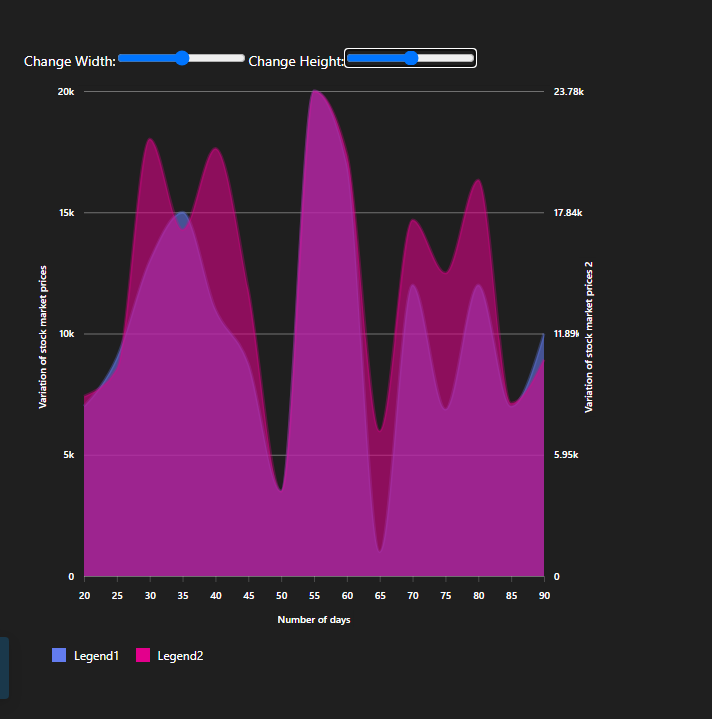 Change Width: Change Height:
20k 23.78k
15k 17.84k
Variation of stock market prices
Variation of stock market prices 2
10k 11.89k
5k 5.95k
0 0
20 25 30 35 40 45 50 55 60 65 70 75 80 85 90
Number of days
Legend1 Legend2